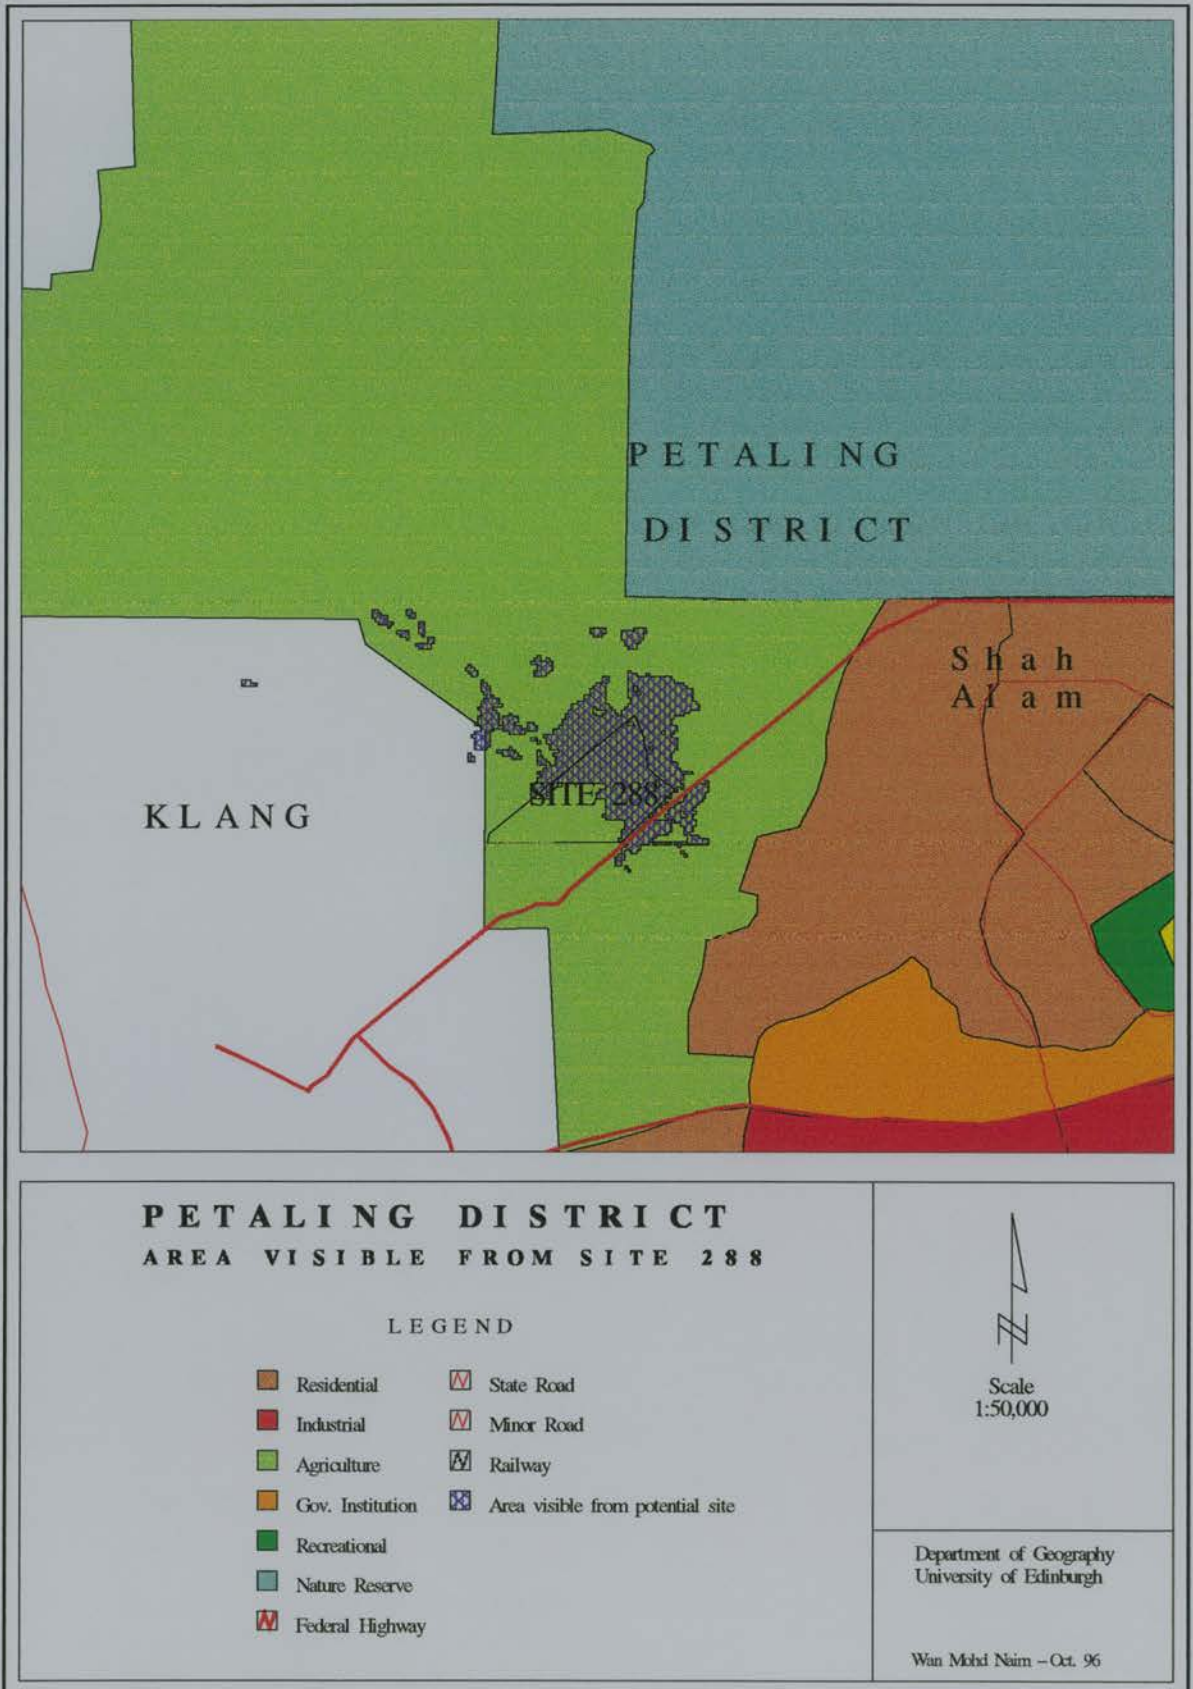 PETALING
DISTRICT
Shah
Alam
SITE 288
KLANG
PETALING DISTRICT
AREA VISIBLE FROM SITE 288
LEGEND
Residential
Industrial
Agriculture
Gov. Institution
Recreational
Nature Reserve
Federal Highway
State Road
Minor Road
Railway
Area visible from potential site
Scale
1:50,000
Department of Geography
University of Edinburgh
Wan Mohd Naim - Oct. 96